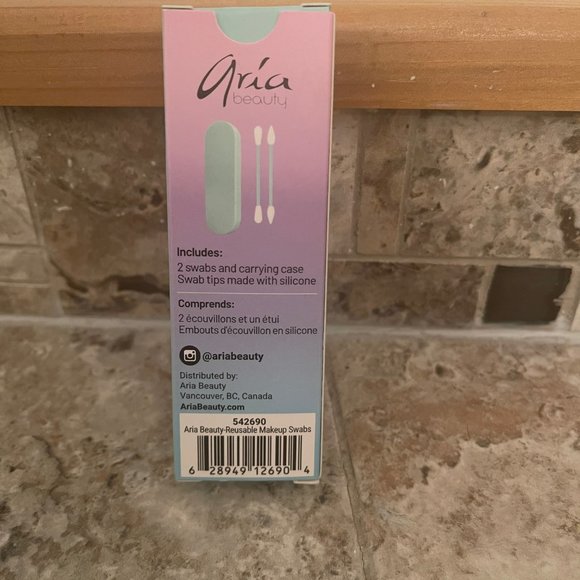 aria
beauty
Includes:
2 swabs and carrying case
Swab tips made with silicone
Comprends:
2 écouvillons et un étui
Embouts d'écouvillon en silicone
@ariabeauty
Distributed by:
Aria Beauty
Vancouver, BC, Canada
AriaBeauty.com
542690
Aria Beauty-Reusable Makeup Swabs
6 28949 12690 4